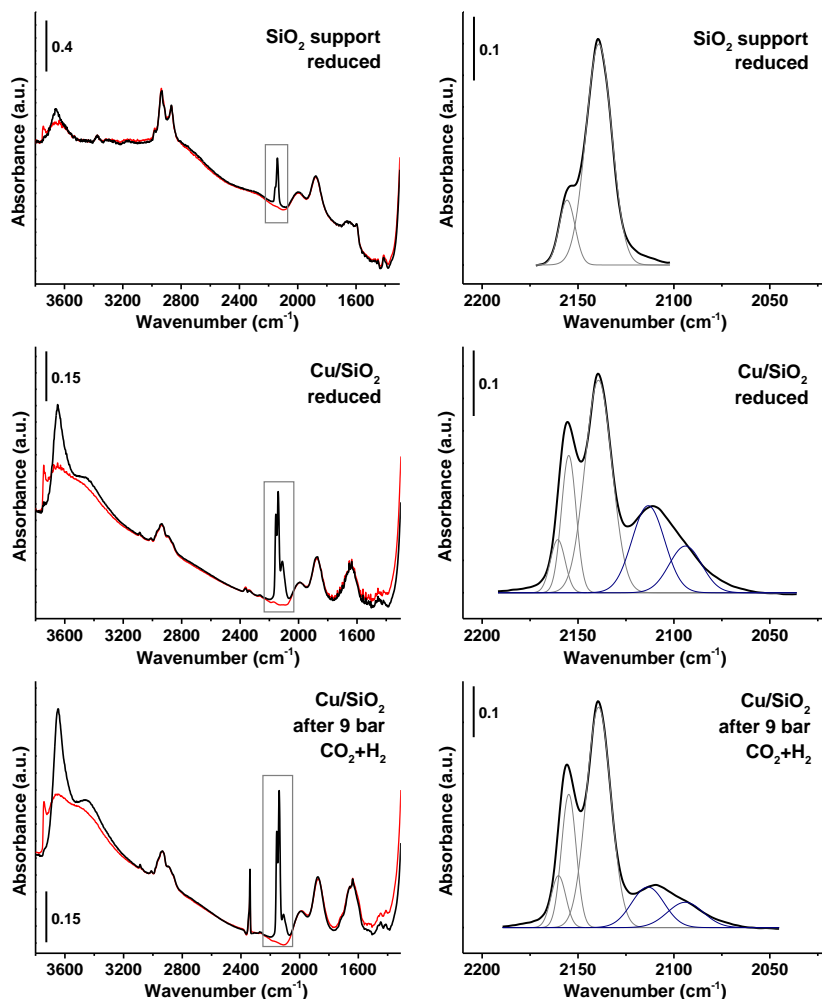 0.4
SiO₂ support
reduced
Absorbance (a.u.)
3600 3200 2800 2400 2000 1600
Wavenumber (cm⁻¹)
0.1
SiO₂ support
reduced
Absorbance (a.u.)
2200 2150 2100 2050
Wavenumber (cm⁻¹)
0.15
Cu/SiO₂
reduced
Absorbance (a.u.)
3600 3200 2800 2400 2000 1600
Wavenumber (cm⁻¹)
0.1
Cu/SiO₂
reduced
Absorbance (a.u.)
2200 2150 2100 2050
Wavenumber (cm⁻¹)
Cu/SiO₂
after 9 bar
CO₂+H₂
0.15
Absorbance (a.u.)
3600 3200 2800 2400 2000 1600
Wavenumber (cm⁻¹)
0.1
Cu/SiO₂
after 9 bar
CO₂+H₂
Absorbance (a.u.)
2200 2150 2100 2050
Wavenumber (cm⁻¹)